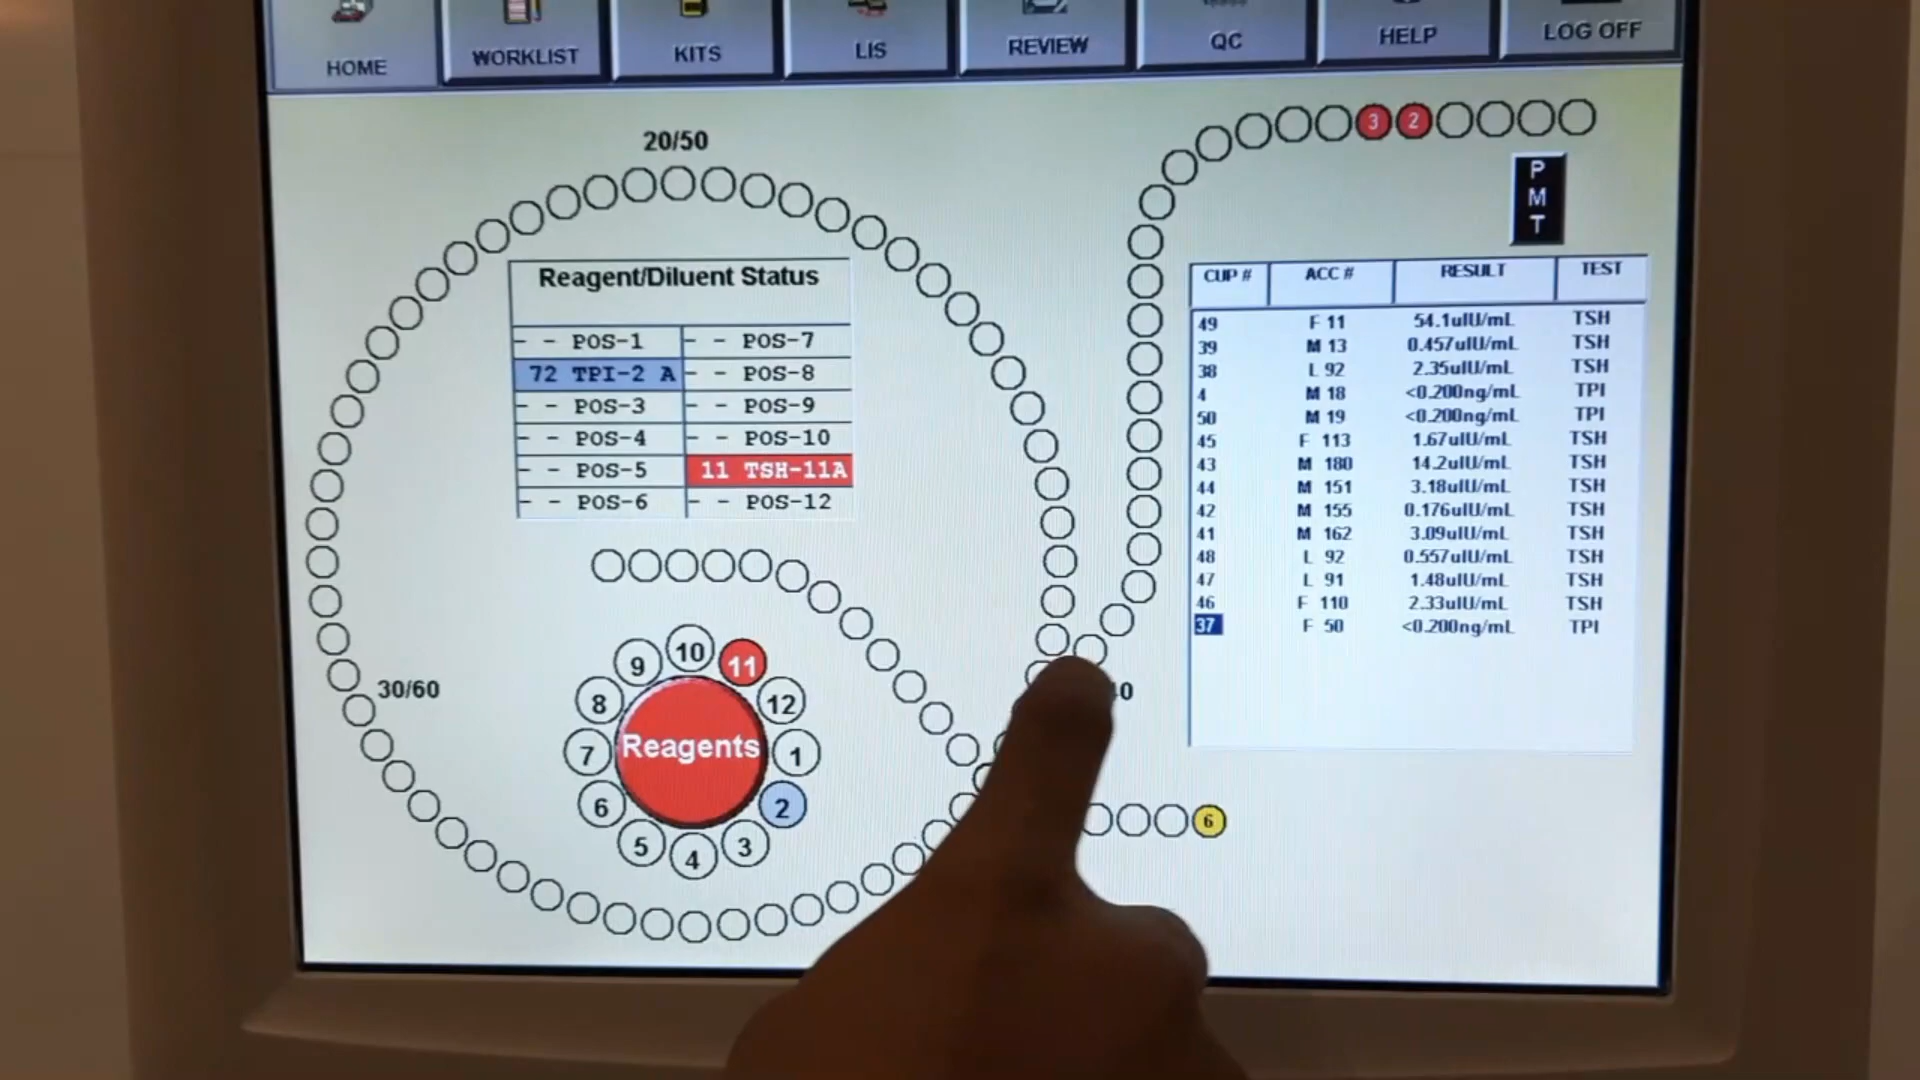 HOME WORKLIST KITS LIS REVIEW QC HELP LOG OFF
20/50
3 2
P
M
T
Reagent/Diluent Status
- - POS-1 - - POS-7
72 TPI-2 A - - POS-8
- - POS-3 - - POS-9
- - POS-4 - - POS-10
- - POS-5 11 TSH-11A
- - POS-6 - - POS-12
CUP # ACC # RESULT TEST
49 F 11 54.1uIU/mL TSH
39 M 13 0.457uIU/mL TSH
38 L 92 2.35uIU/mL TSH
4 M 18 <0.200ng/mL TPI
50 M 19 <0.200ng/mL TPI
45 F 113 1.67uIU/mL TSH
43 M 180 14.2uIU/mL TSH
44 M 151 3.18uIU/mL TSH
42 M 155 0.176uIU/mL TSH
41 M 162 3.09uIU/mL TSH
48 L 92 0.557uIU/mL TSH
47 L 91 1.48uIU/mL TSH
46 F 110 2.33uIU/mL TSH
37 F 50 <0.200ng/mL TPI
30/60
Reagents
10
11
12
1
2
3
4
5
6
7
8
9
6